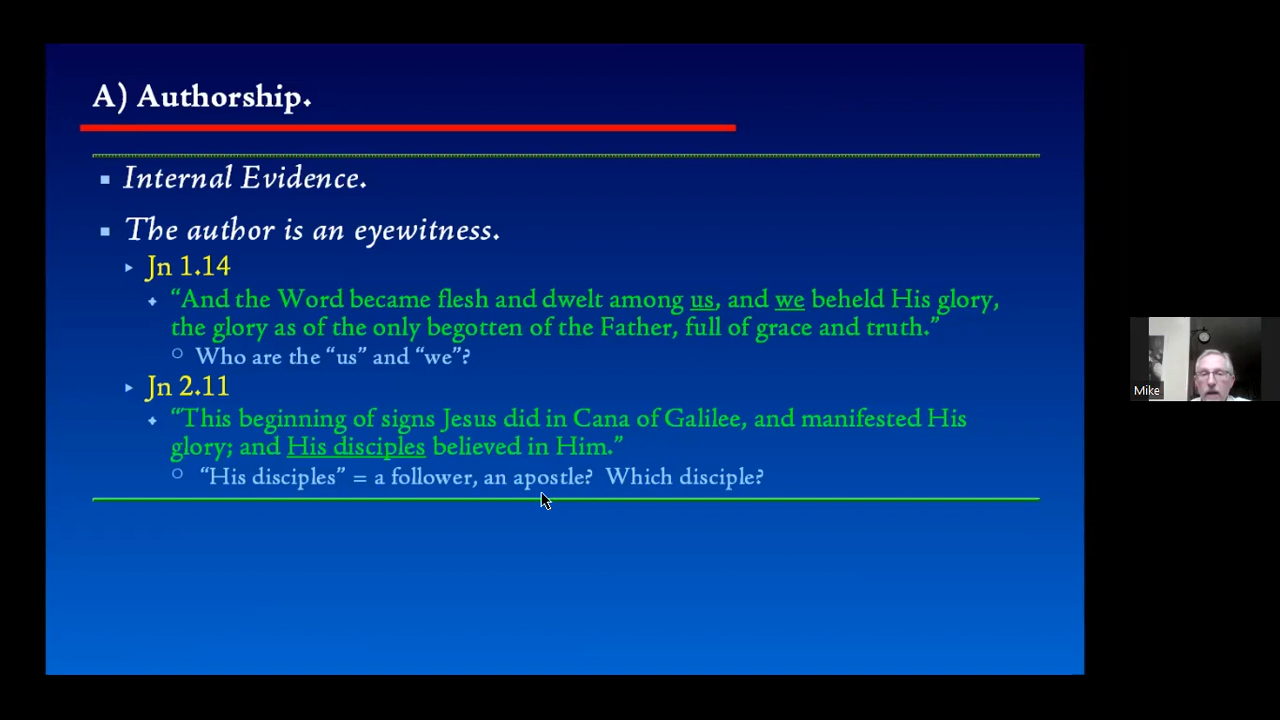 A) Authorship.
Internal Evidence.
The author is an eyewitness.
Jn 1.14
“And the Word became flesh and dwelt among us, and we beheld His glory,
the glory as of the only begotten of the Father, full of grace and truth.”
Who are the “us” and “we”?
Jn 2.11
“This beginning of signs Jesus did in Cana of Galilee, and manifested His
glory; and His disciples believed in Him.”
“His disciples” = a follower, an apostle?  Which disciple?
Mike